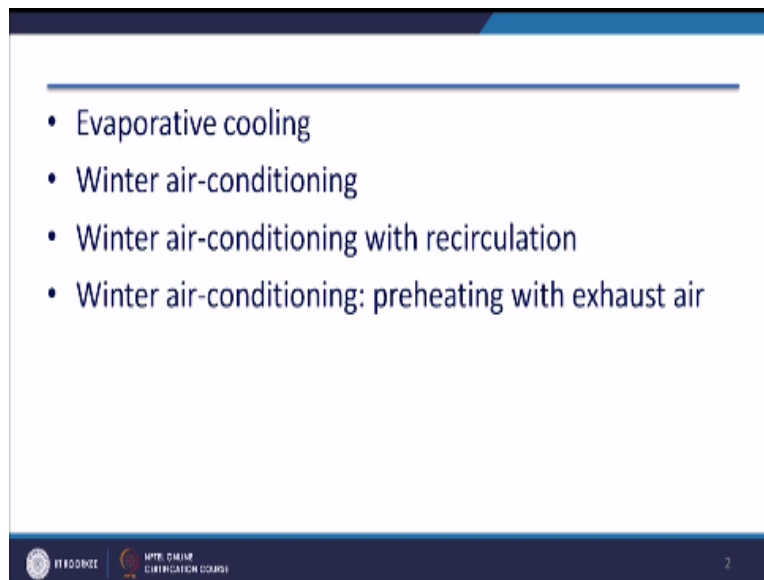 • Evaporative cooling
• Winter air-conditioning
• Winter air-conditioning with recirculation
• Winter air-conditioning: preheating with exhaust air
IIT ROORKEE
NPTEL ONLINE
CERTIFICATION COURSE
2